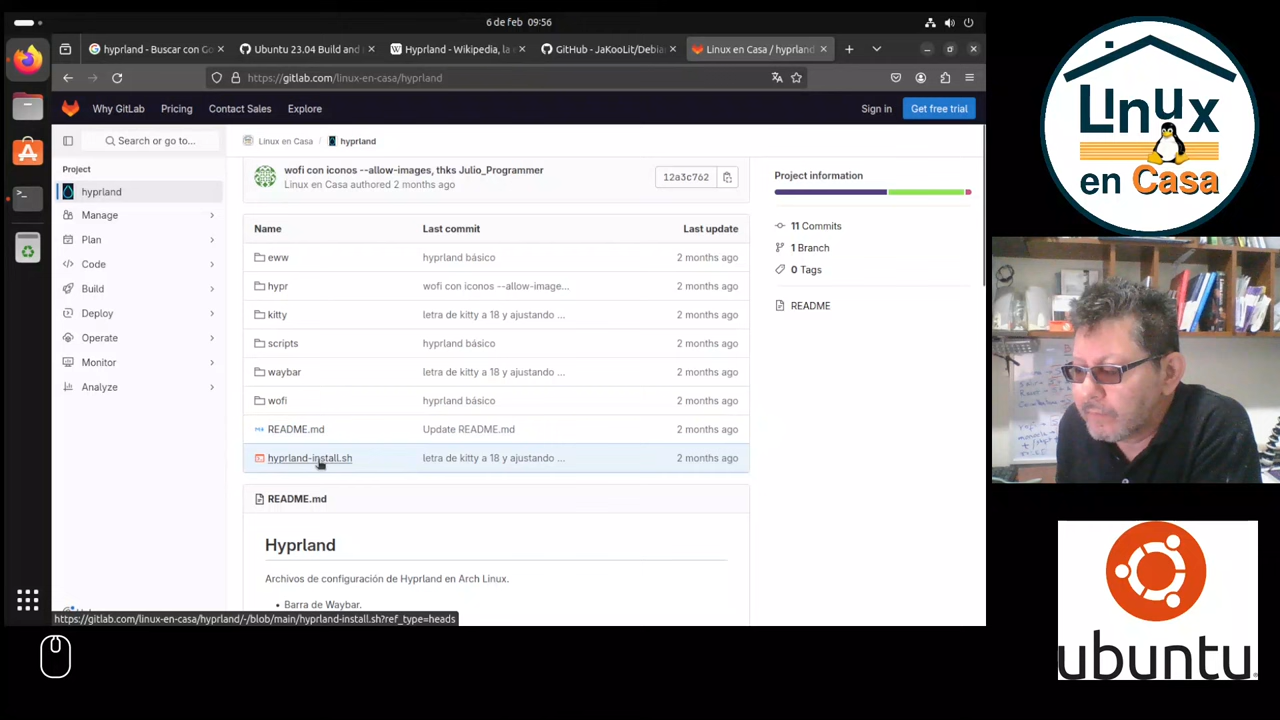 6 de feb 09:56
hyprland - Buscar con Go
Ubuntu 23.04 Build and
Hyprland - Wikipedia, la e
GitHub - JaKooLit/Debia
Linux en Casa / hyprland
https://gitlab.com/linux-en-casa/hyprland
Why GitLab Pricing Contact Sales Explore Sign in Get free trial
Search or go to...
Linux en Casa / hyprland
Project
hyprland
Manage
Plan
Code
Build
Deploy
Operate
Monitor
Analyze
wofi con iconos --allow-images, thks Julio_Programmer
Linux en Casa authored 2 months ago
12a3c762
Name Last commit Last update
eww hyprland básico 2 months ago
hypr wofi con iconos --allow-image... 2 months ago
kitty letra de kitty a 18 y ajustando ... 2 months ago
scripts hyprland básico 2 months ago
waybar letra de kitty a 18 y ajustando ... 2 months ago
wofi hyprland básico 2 months ago
README.md Update README.md 2 months ago
hyprland-install.sh letra de kitty a 18 y ajustando ... 2 months ago
README.md
Hyprland
Archivos de configuración de Hyprland en Arch Linux.
• Barra de Waybar.
Project information
11 Commits
1 Branch
0 Tags
README
https://gitlab.com/linux-en-casa/hyprland/-/blob/main/hyprland-install.sh?ref_type=heads
Linux
en Casa
ubuntu